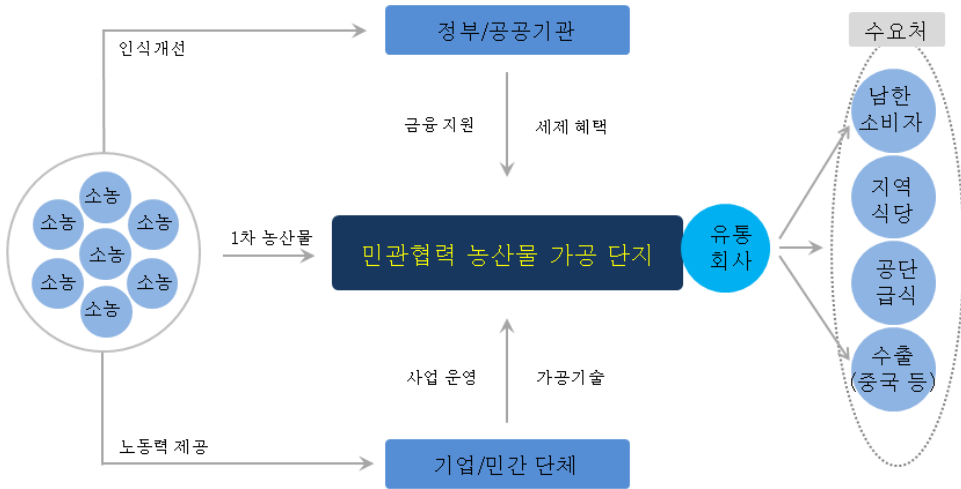 정부/공공기관
수요처
인식개선
남한
소비자
금융 지원
세제 혜택
소농
소농
소농
소농
소농
소농
소농
1차 농산물
민관협력 농산물 가공 단지
유통
회사
지역
식당
공단
급식
사업 운영
가공기술
수출
(중국 등)
노동력 제공
기업/민간 단체